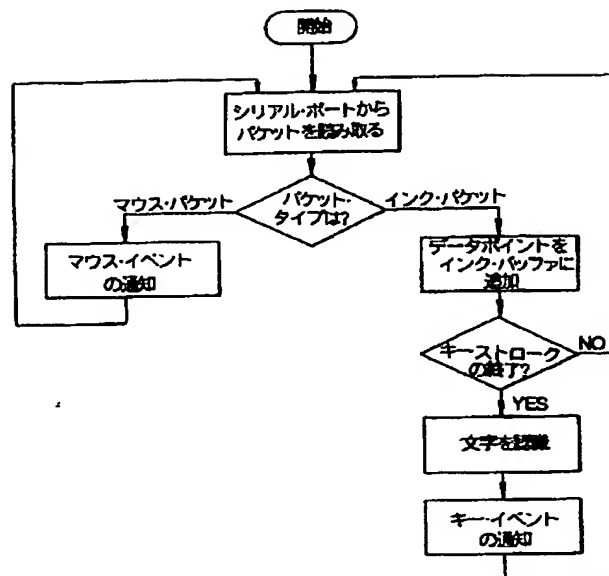 開始
シリアル・ポートから
パケットを読み取る
マウス・パケット
パケット・
タイプは?
インク・パケット
マウス・イベント
の通知
データポイントを
インク・バッファに
追加
キーストローク
の終了?
NO
YES
文字を認識
キー・イベント
の通知